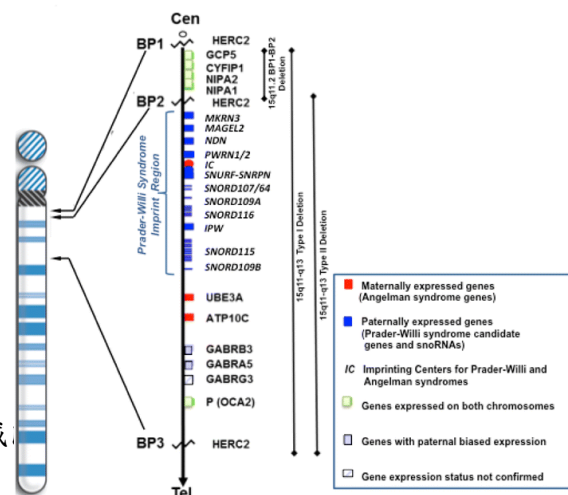 Cen
BP1
HERC2
GCP5
CYFIP1
NIPA2
NIPA1
BP2
HERC2
15q11.2 BP1-BP2
Deletion
MKRN3
MAGEL2
NDN
PWRN1/2
IC
SNURF-SNRPN
SNORD107/64
SNORD109A
SNORD116
IPW
SNORD115
SNORD109B
Prader-Willi Syndrome
Imprint Region
15q11-q13 Type I Deletion
15q11-q13 Type II Deletion
UBE3A
ATP10C
GABRB3
GABRA5
GABRG3
P (OCA2)
BP3
HERC2
Tel
Maternally expressed genes
(Angelman syndrome genes)
Paternally expressed genes
(Prader-Willi syndrome candidate
genes and snoRNAs)
IC Imprinting Centers for Prader-Willi and
Angelman syndromes
Genes expressed on both chromosomes
Genes with paternal biased expression
Gene expression status not confirmed